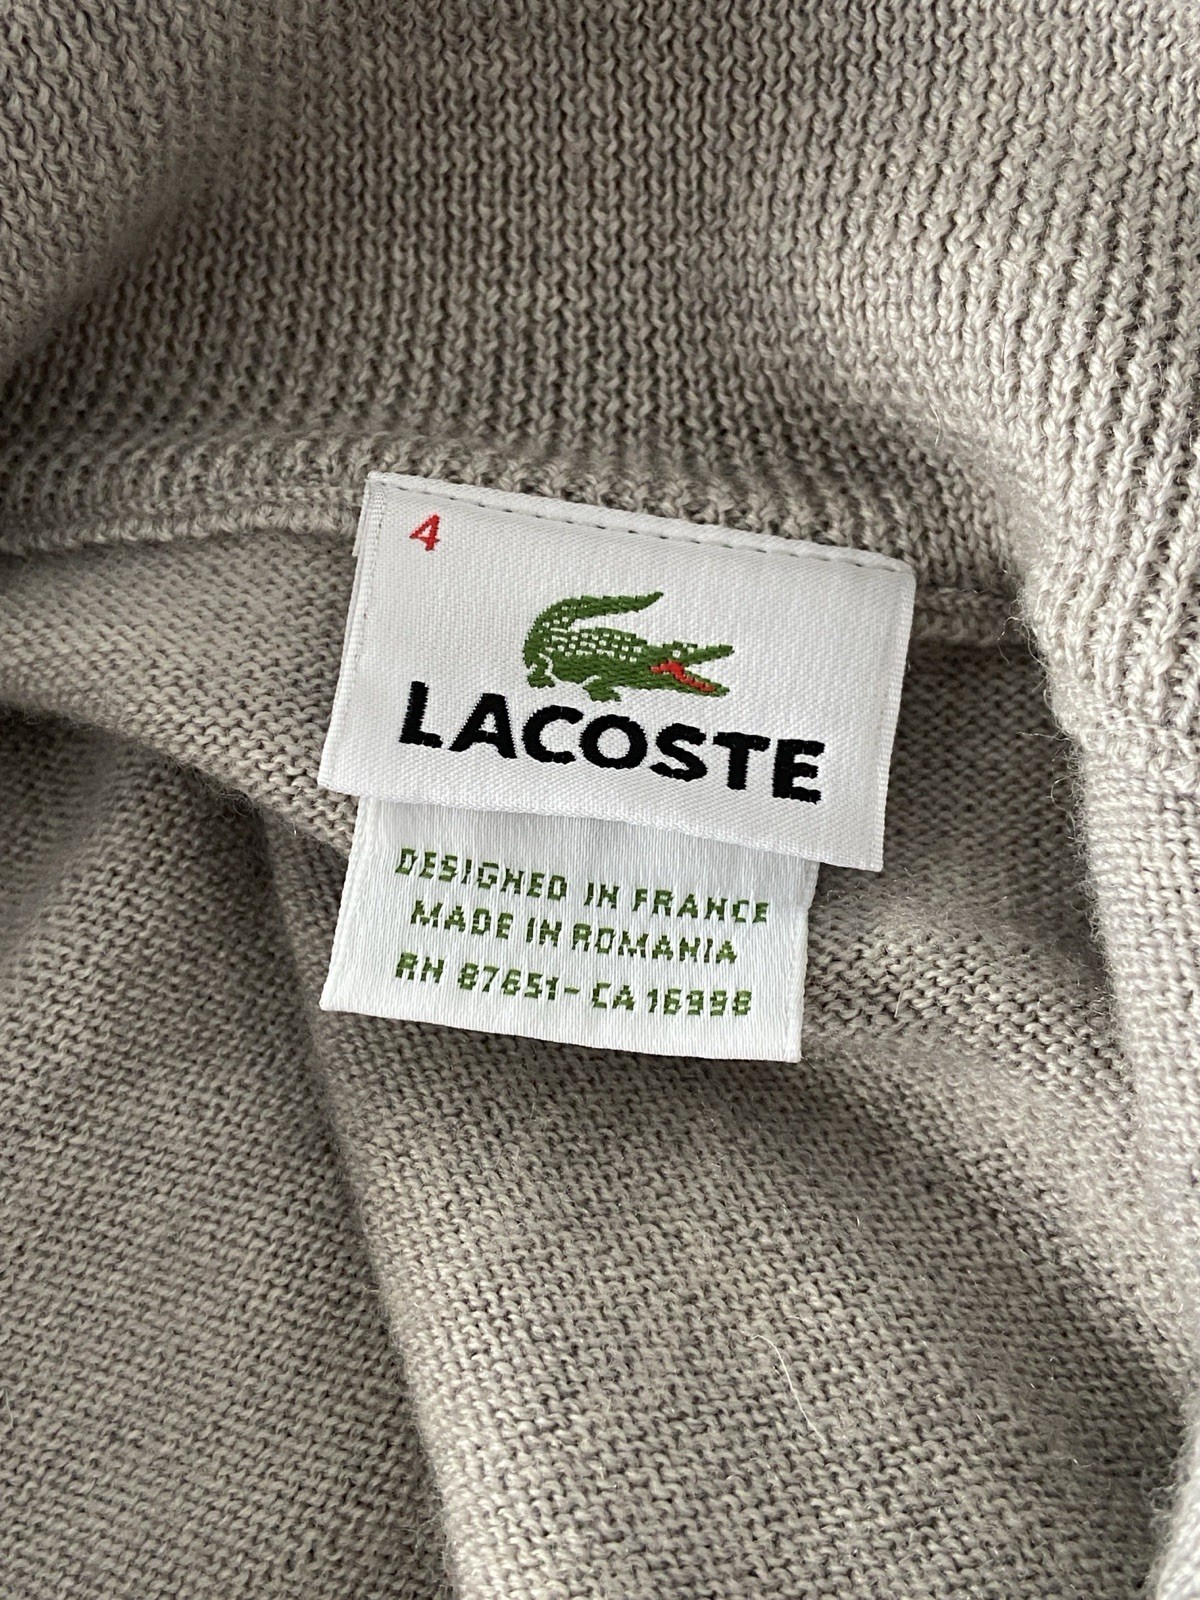 4
LACOSTE
DESIGNED IN FRANCE
MADE IN ROMANIA
RN 87651- CA 16998